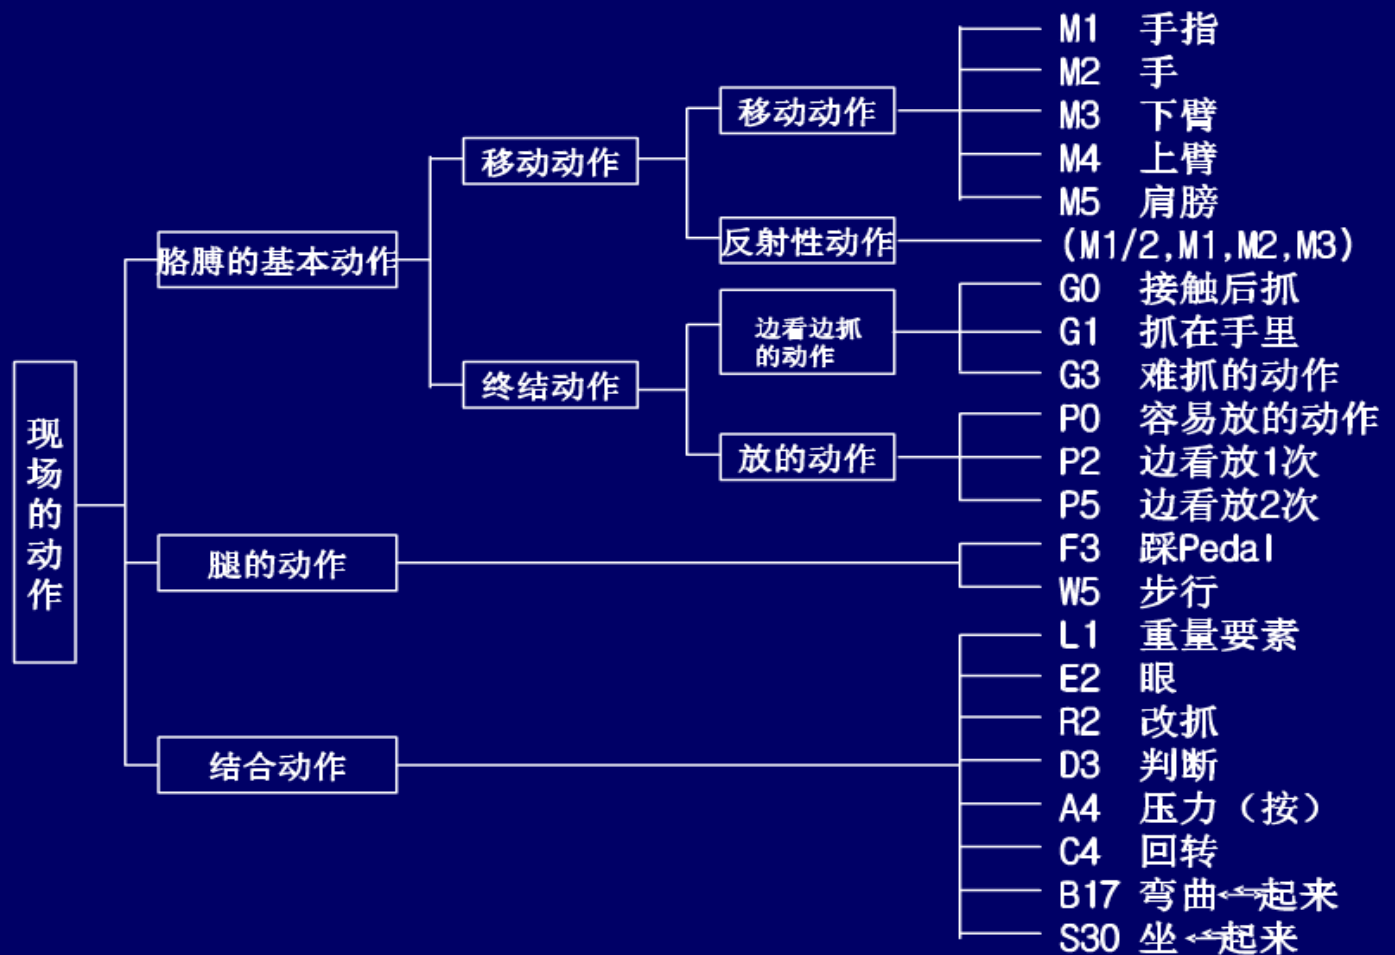 现场的动作
胳膊的基本动作
移动动作
移动动作
M1 手指
M2 手
M3 下臂
M4 上臂
M5 肩膀
反射性动作
(M1/2,M1,M2,M3)
终结动作
边看边抓
的动作
G0 接触后抓
G1 抓在手里
G3 难抓的动作
放的动作
P0 容易放的动作
P2 边看放1次
P5 边看放2次
腿的动作
F3 踩Pedal
W5 步行
结合动作
L1 重量要素
E2 眼
R2 改抓
D3 判断
A4 压力（按）
C4 回转
B17 弯曲←→起来
S30 坐←→起来